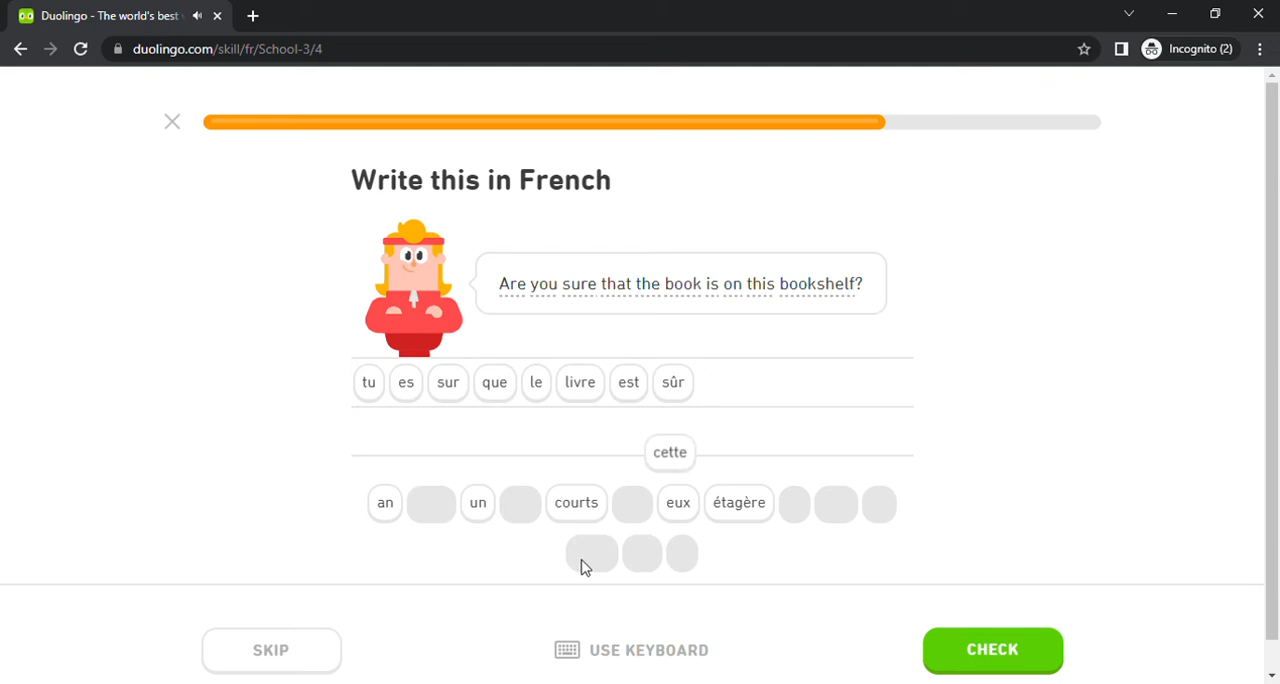 Duolingo - The world's best
duolingo.com/skill/fr/School-3/4
Incognito (2)
Write this in French
Are you sure that the book is on this bookshelf?
tu es sur que le livre est sûr
cette
an un courts eux étagère
SKIP USE KEYBOARD CHECK